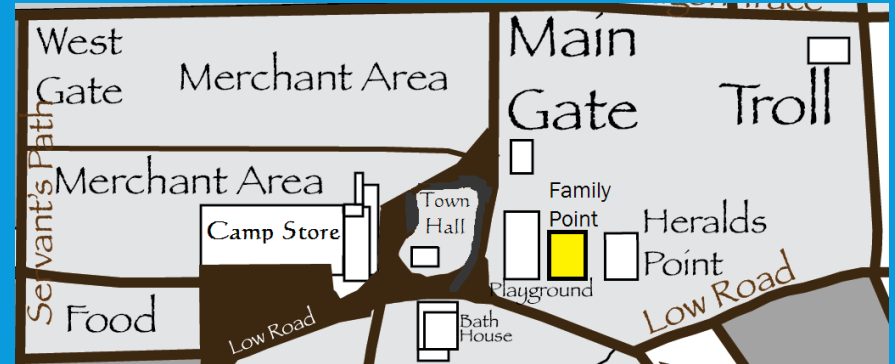 West
Gate
Merchant Area
Main
Gate
Troll
Servant's Path
Merchant Area
Camp Store
Town
Hall
Family
Point
Heralds
Point
Playground
Low Road
Food
Low Road
Bath
House